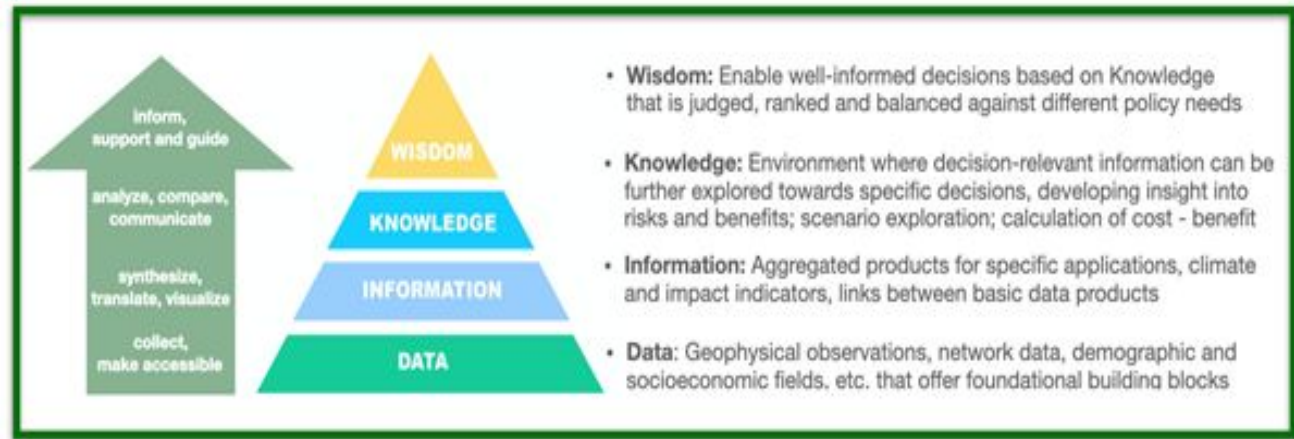 inform,
support and guide
analyze, compare,
communicate
synthesize,
translate, visualize
collect,
make accessible
WISDOM
KNOWLEDGE
INFORMATION
DATA
• Wisdom: Enable well-informed decisions based on Knowledge
that is judged, ranked and balanced against different policy needs
• Knowledge: Environment where decision-relevant information can be
further explored towards specific decisions, developing insight into
risks and benefits; scenario exploration; calculation of cost - benefit
• Information: Aggregated products for specific applications, climate
and impact indicators, links between basic data products
• Data: Geophysical observations, network data, demographic and
socioeconomic fields, etc. that offer foundational building blocks